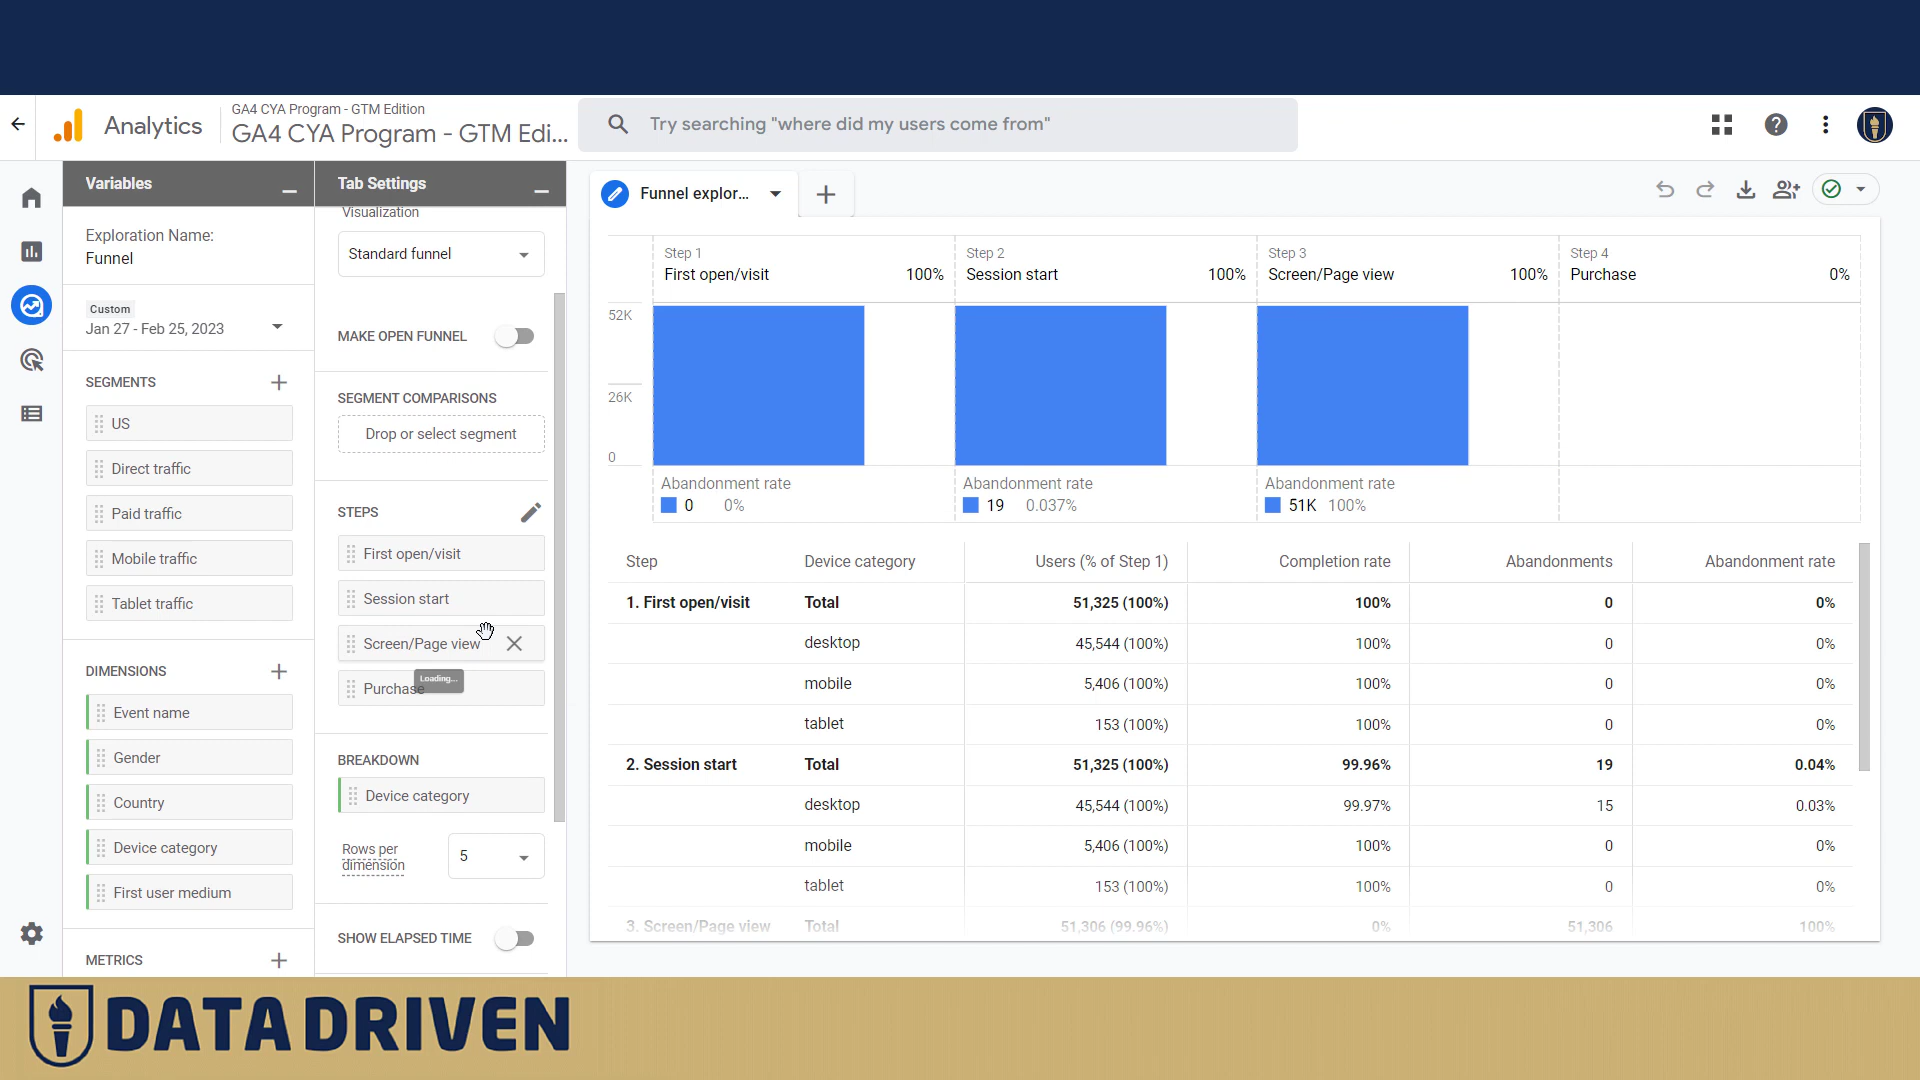 GA4 CYA Program - GTM Edition
Analytics
GA4 CYA Program - GTM Edi...
Try searching "where did my users come from"
Variables
Exploration Name:
Funnel
Custom
Jan 27 - Feb 25, 2023
SEGMENTS
US
Direct traffic
Paid traffic
Mobile traffic
Tablet traffic
DIMENSIONS
Event name
Gender
Country
Device category
First user medium
METRICS
Tab Settings
Visualization
Standard funnel
MAKE OPEN FUNNEL
SEGMENT COMPARISONS
Drop or select segment
STEPS
First open/visit
Session start
Screen/Page view
Loading...
Purchase
BREAKDOWN
Device category
Rows per
dimension
5
SHOW ELAPSED TIME
Funnel explor...
Step 1
First open/visit 100%
Step 2
Session start 100%
Step 3
Screen/Page view 100%
Step 4
Purchase 0%
52K
26K
0
Abandonment rate
0 0%
Abandonment rate
19 0.037%
Abandonment rate
51K 100%
Step Device category Users (% of Step 1) Completion rate Abandonments Abandonment rate
1. First open/visit Total 51,325 (100%) 100% 0 0%
desktop 45,544 (100%) 100% 0 0%
mobile 5,406 (100%) 100% 0 0%
tablet 153 (100%) 100% 0 0%
2. Session start Total 51,325 (100%) 99.96% 19 0.04%
desktop 45,544 (100%) 99.97% 15 0.03%
mobile 5,406 (100%) 100% 0 0%
tablet 153 (100%) 100% 0 0%
3. Screen/Page view Total 51,306 (99.96%) 0% 51,306 100%
DATA DRIVEN